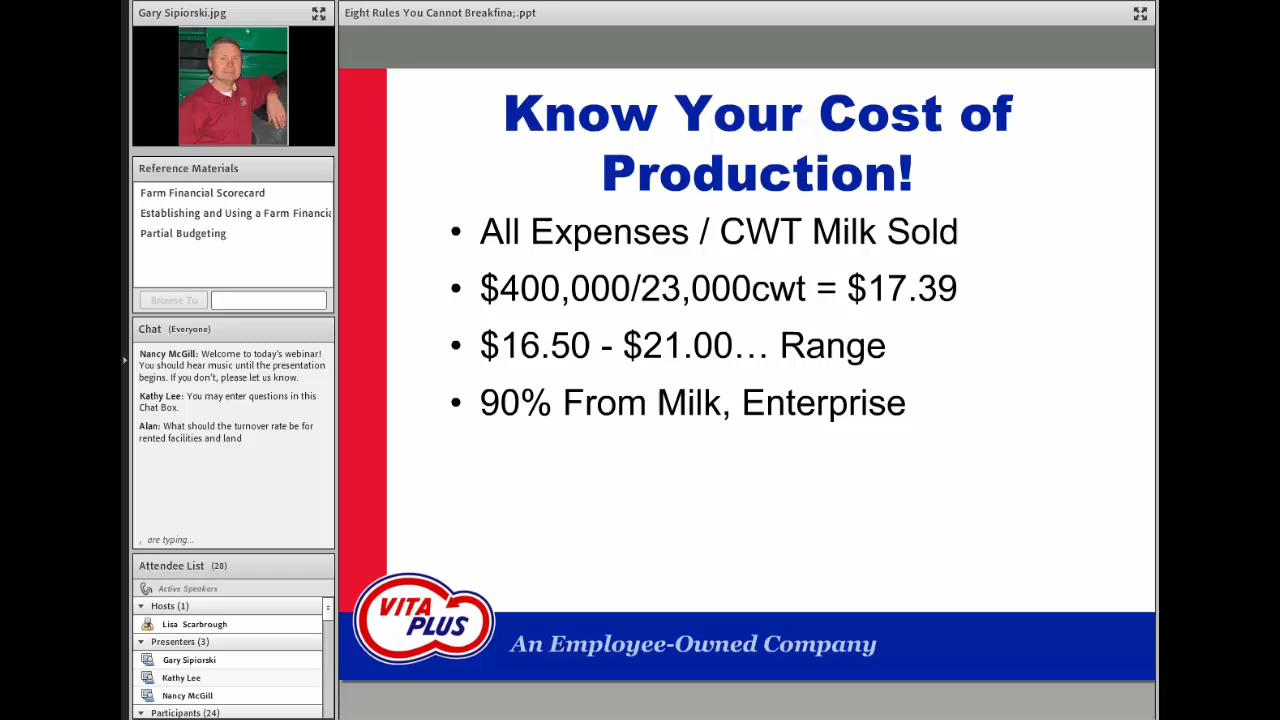 Gary Sipiorski.jpg
Reference Materials
Farm Financial Scorecard
Establishing and Using a Farm Financia
Partial Budgeting
Browse To
Chat (Everyone)
Nancy McGill: Welcome to today's webinar!
You should hear music until the presentation
begins. If you don't, please let us know.
Kathy Lee: You may enter questions in this
Chat Box.
Alan: What should the turnover rate be for
rented facilities and land
, are typing...
Attendee List (28)
Active Speakers
Hosts (1)
Lisa Scarbrough
Presenters (3)
Gary Sipiorski
Kathy Lee
Nancy McGill
Participants (24)
Eight Rules You Cannot Breakfina;.ppt
Know Your Cost of
Production!
• All Expenses / CWT Milk Sold
• $400,000/23,000cwt = $17.39
• $16.50 - $21.00… Range
• 90% From Milk, Enterprise
VITA
PLUS
An Employee-Owned Company